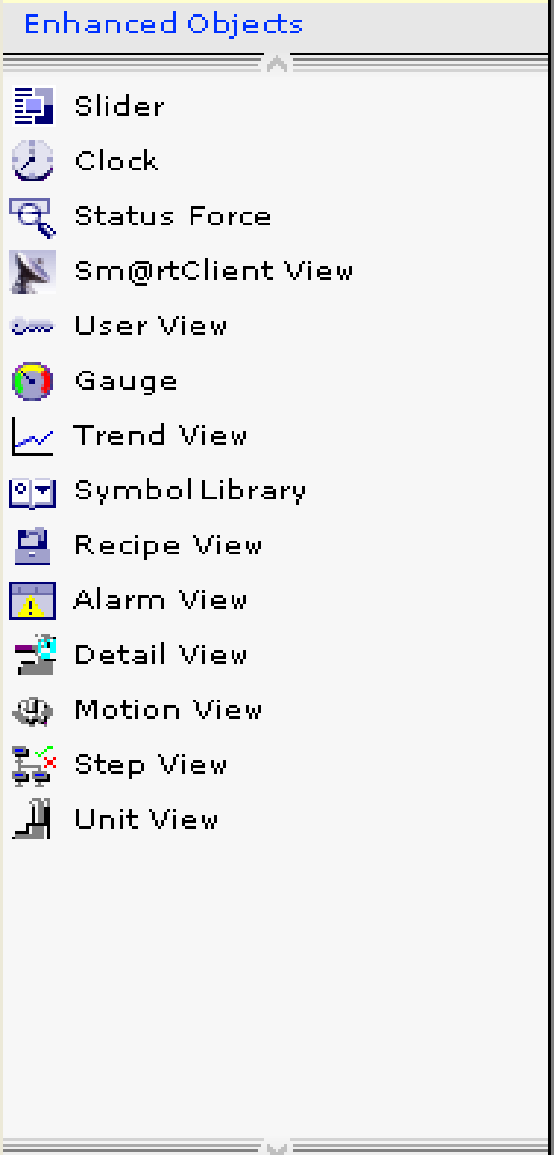 Enhanced Objects
Slider
Clock
Status Force
Sm@rtClient View
User View
Gauge
Trend View
Symbol Library
Recipe View
Alarm View
Detail View
Motion View
Step View
Unit View